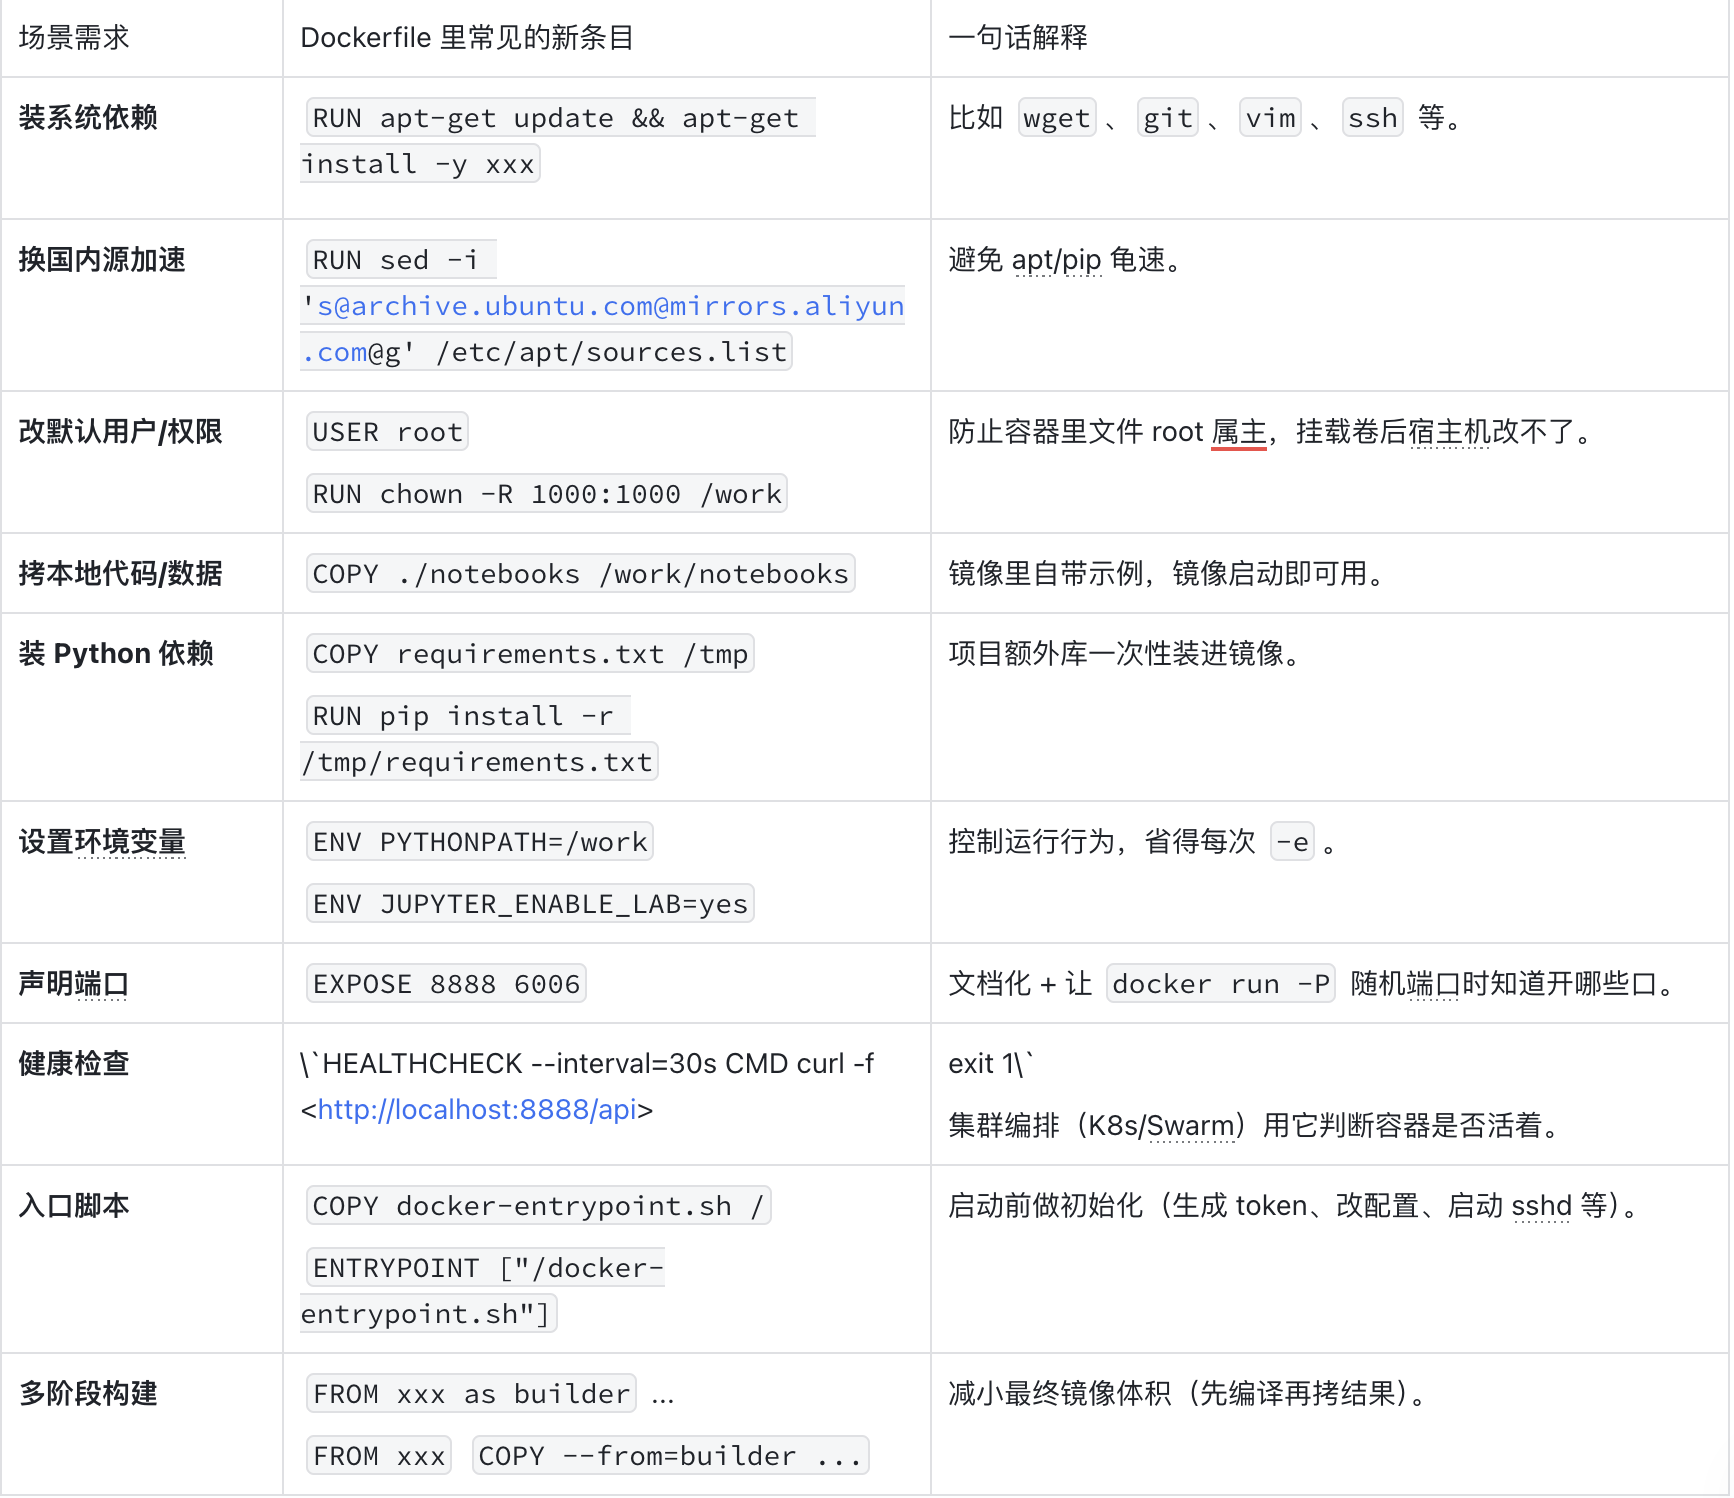 场景需求
Dockerfile 里常见的新条目
一句话解释
装系统依赖
RUN apt-get update && apt-get
install -y xxx
比如 wget 、 git 、 vim 、 ssh 等。
换国内源加速
RUN sed -i
's@archive.ubuntu.com@mirrors.aliyun
.com@g' /etc/apt/sources.list
避免 apt/pip 龟速。
改默认用户/权限
USER root
RUN chown -R 1000:1000 /work
防止容器里文件 root 属主，挂载卷后宿主机改不了。
拷本地代码/数据
COPY ./notebooks /work/notebooks
镜像里自带示例，镜像启动即可用。
装 Python 依赖
COPY requirements.txt /tmp
RUN pip install -r
/tmp/requirements.txt
项目额外库一次性装进镜像。
设置环境变量
ENV PYTHONPATH=/work
ENV JUPYTER_ENABLE_LAB=yes
控制运行行为，省得每次 -e 。
声明端口
EXPOSE 8888 6006
文档化 + 让 docker run -P 随机端口时知道开哪些口。
健康检查
\`HEALTHCHECK --interval=30s CMD curl -f
<http://localhost:8888/api>
exit 1\`
集群编排（K8s/Swarm）用它判断容器是否活着。
入口脚本
COPY docker-entrypoint.sh /
ENTRYPOINT ["/docker-
entrypoint.sh"]
启动前做初始化（生成 token、改配置、启动 sshd 等）。
多阶段构建
FROM xxx as builder ...
FROM xxx COPY --from=builder ...
减小最终镜像体积（先编译再拷结果）。